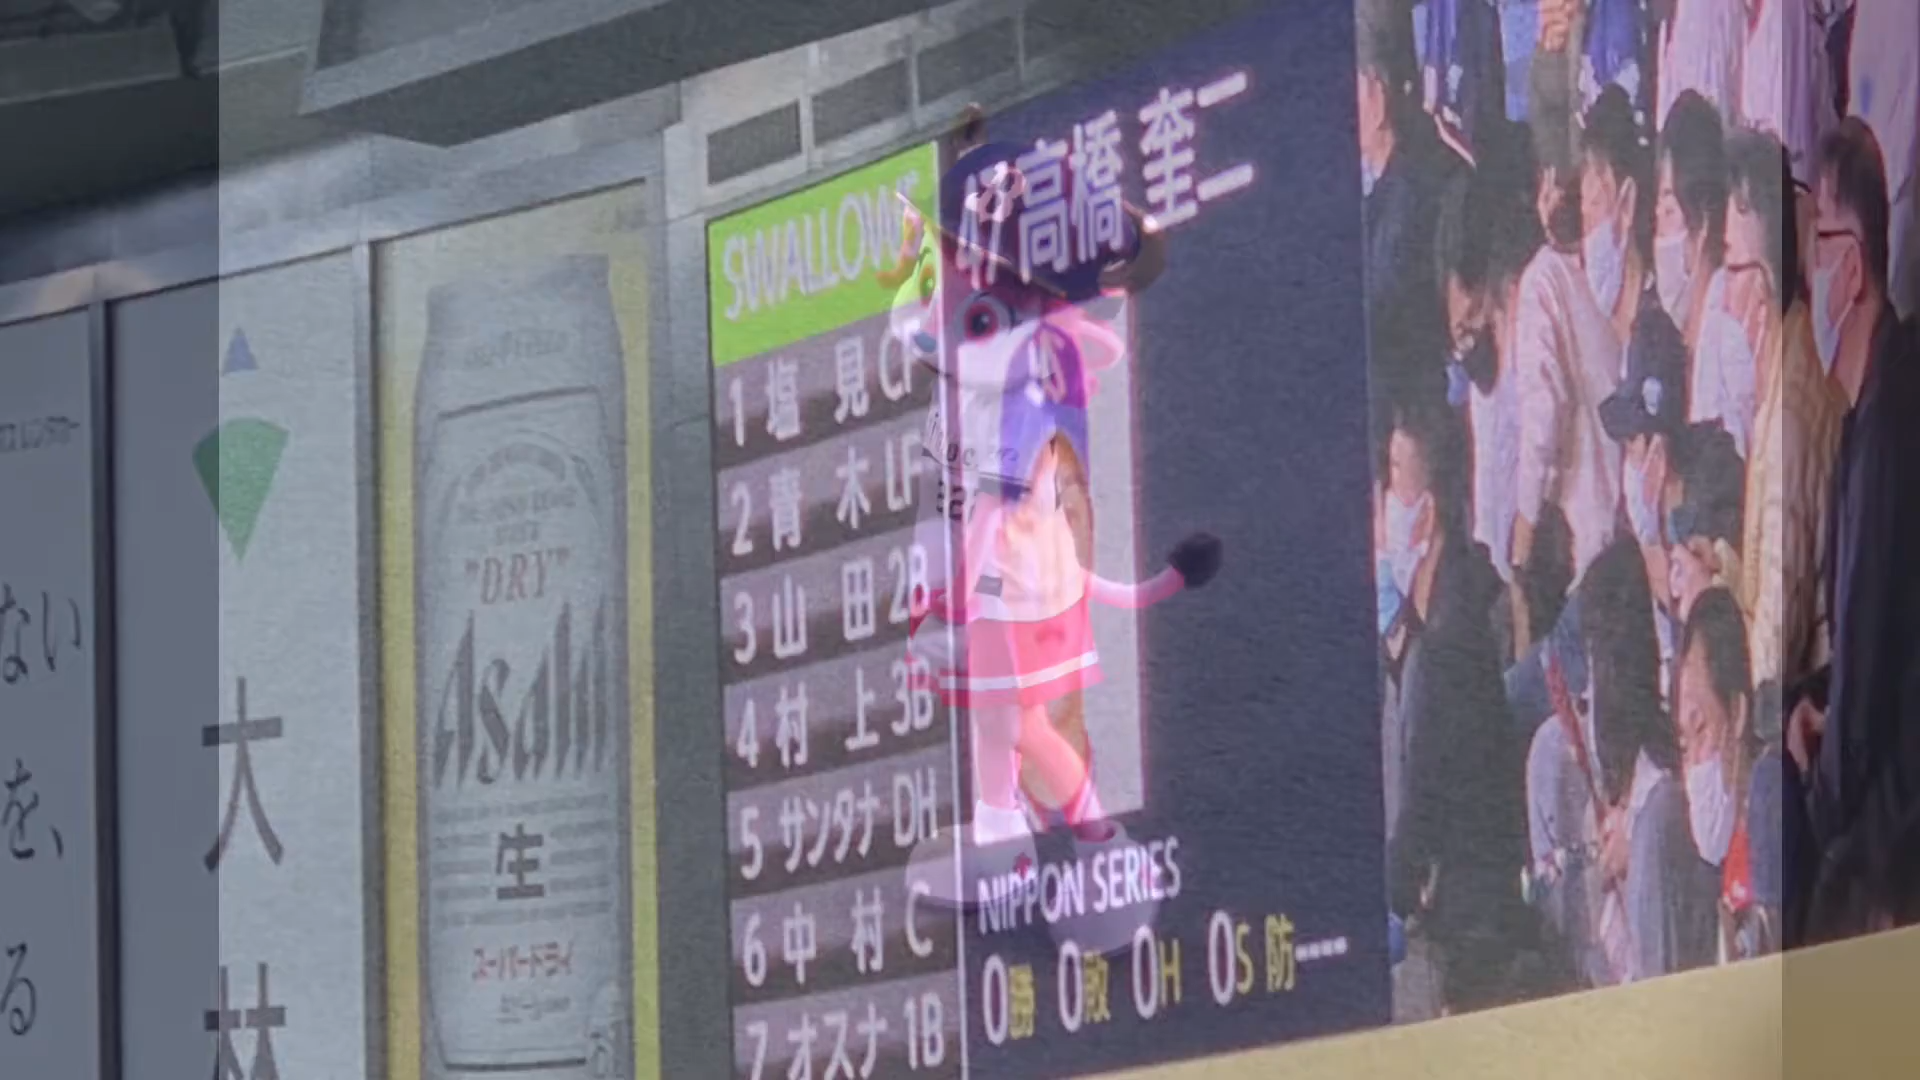 ない
を、
る
大
林
"DRY"
Asahi
生
スーパードライ
SWALLOWS
1 塩 見 CF
2 青 木 LF
3 山 田 2B
4 村 上 3B
5 サンタナ DH
6 中 村 C
7 オスナ 1B
47 高橋 奎二
NIPPON SERIES
0勝 0敗 0H 0S 防----